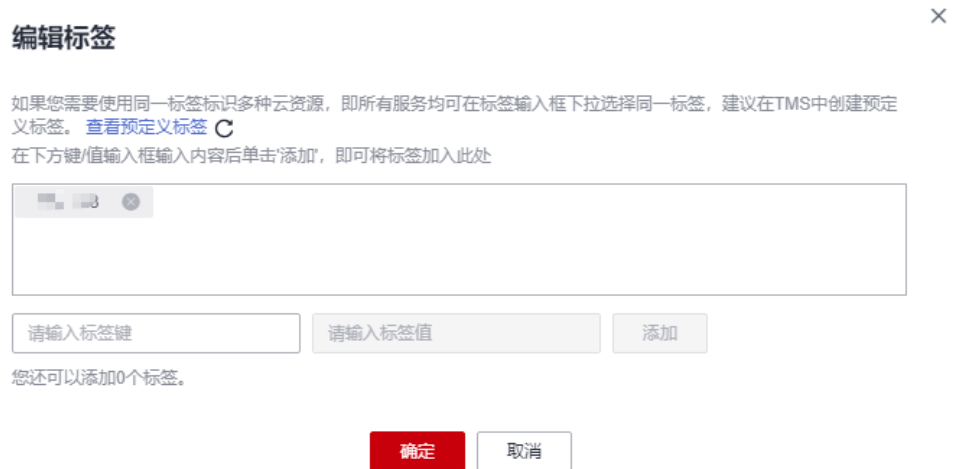 编辑标签
如果您需要使用同一标签标识多种云资源，即所有服务均可在标签输入框下拉选择同一标签，建议在TMS中创建预定
义标签。 查看预定义标签
在下方键/值输入框输入内容后单击'添加'，即可将标签加入此处
请输入标签键 请输入标签值 添加
您还可以添加0个标签。
确定 取消